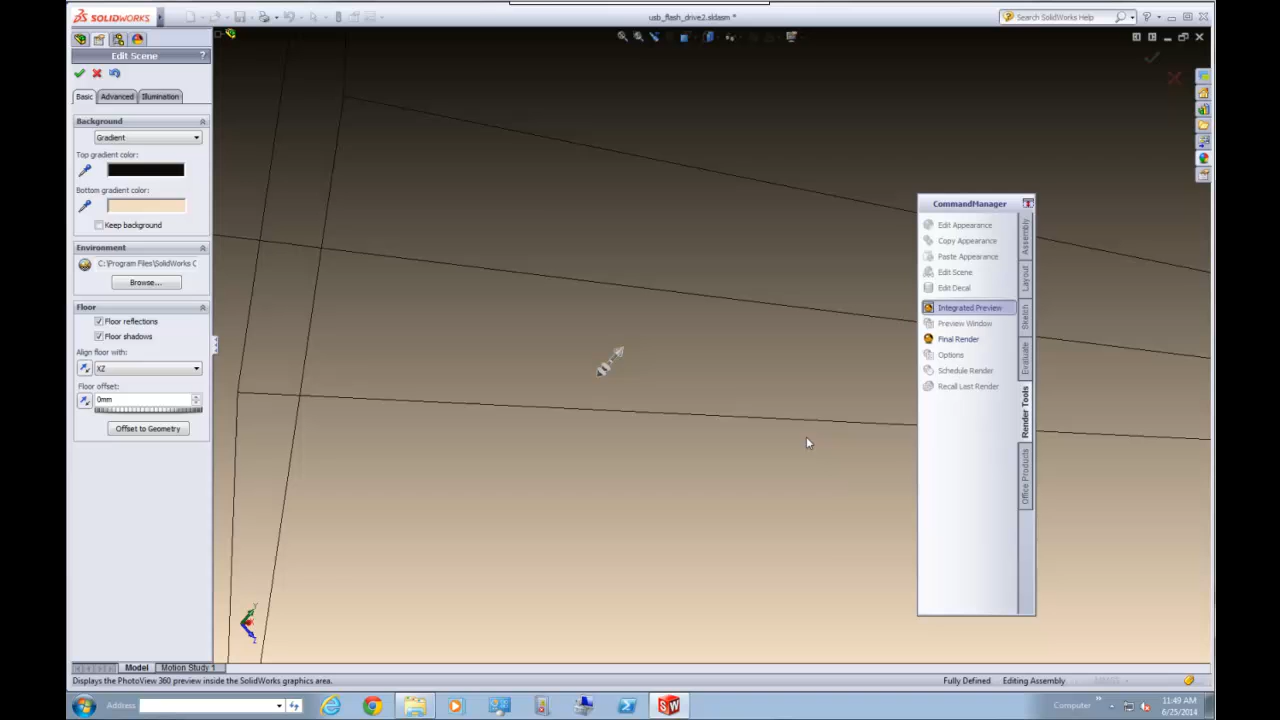 SOLIDWORKS
usb_flash_drive2.sldasm *
Search SolidWorks Help
Edit Scene
?
Basic
Advanced
Illumination
Background
Gradient
Top gradient color:
Bottom gradient color:
Keep background
Environment
C:\Program Files\SolidWorks C
Browse...
Floor
Floor reflections
Floor shadows
Align floor with:
XZ
Floor offset:
0mm
Offset to Geometry
CommandManager
Edit Appearance
Copy Appearance
Paste Appearance
Edit Scene
Edit Decal
Integrated Preview
Preview Window
Final Render
Options
Schedule Render
Recall Last Render
Assembly
Layout
Sketch
Evaluate
Render Tools
Office Products
Y
Z
Model
Motion Study 1
Displays the PhotoView 360 preview inside the SolidWorks graphics area.
Fully Defined
Editing Assembly
Address
Computer
11:49 AM
6/25/2014